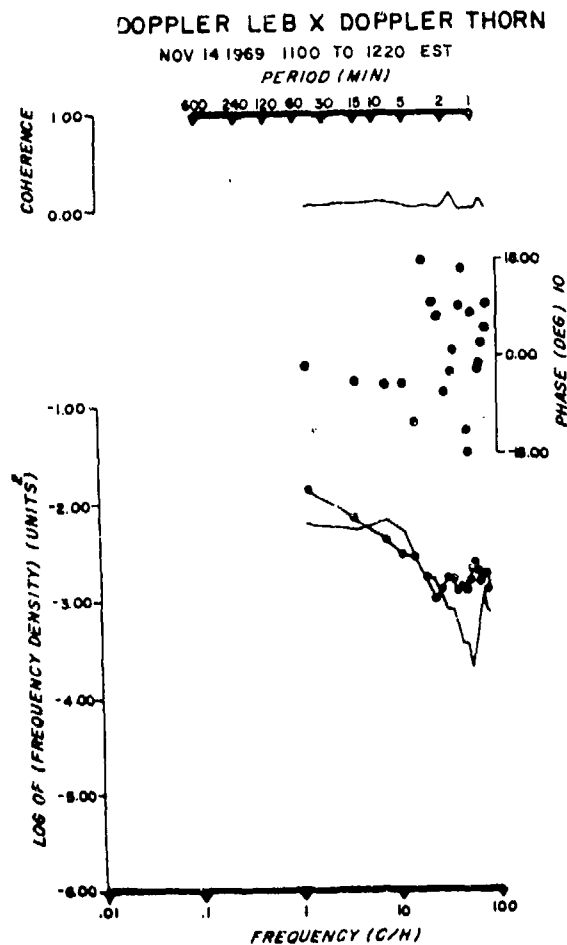 DOPPLER LEB X DOPPLER THORN
NOV 14 1969 1100 TO 1220 EST
PERIOD (MIN)
600 240 120 60 30 15 10 5 2 1
COHERENCE
1.00
0.00
18.00
0.00
-18.00
PHASE (DEG) 10
LOG OF (FREQUENCY DENSITY) (UNITS)²
-1.00
-2.00
-3.00
-4.00
-5.00
-6.00
.01 .1 1 10 100
FREQUENCY (C/H)